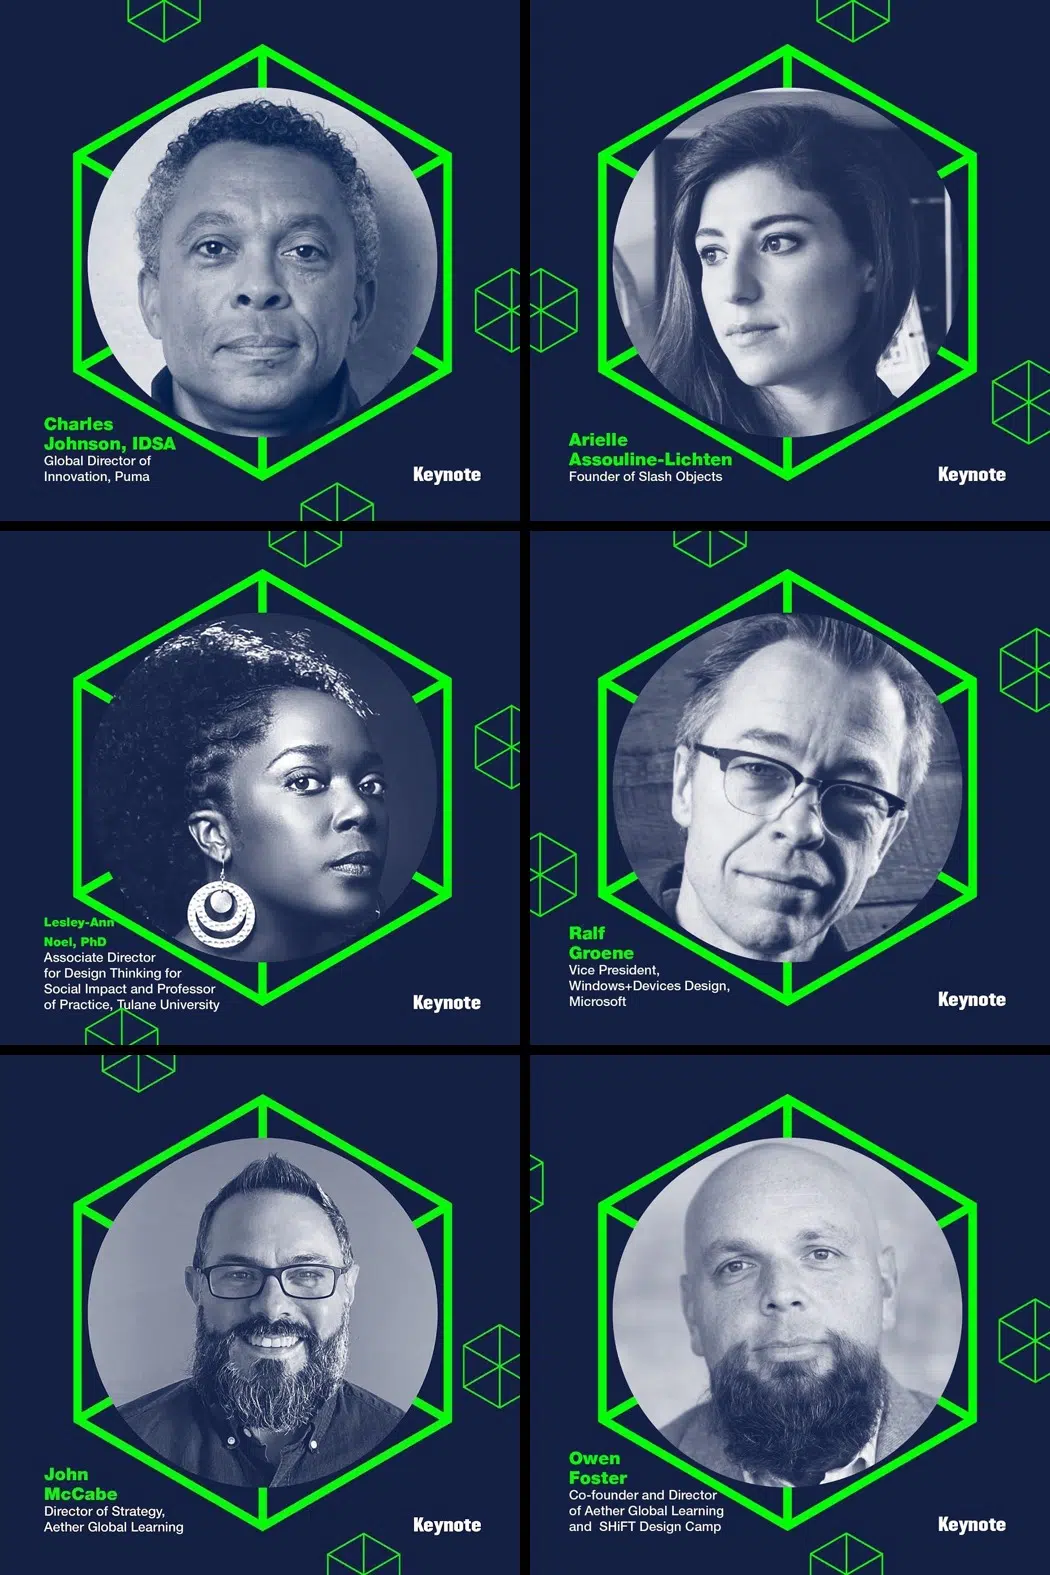 Charles
Johnson, IDSA
Global Director of
Innovation, Puma
Keynote
Arielle
Assouline-Lichten
Founder of Slash Objects
Keynote
Lesley-Ann
Noel, PhD
Associate Director
for Design Thinking for
Social Impact and Professor
of Practice, Tulane University
Keynote
Ralf
Groene
Vice President,
Windows+Devices Design,
Microsoft
Keynote
John
McCabe
Director of Strategy,
Aether Global Learning
Keynote
Owen
Foster
Co-founder and Director
of Aether Global Learning
and  SHiFT Design Camp
Keynote